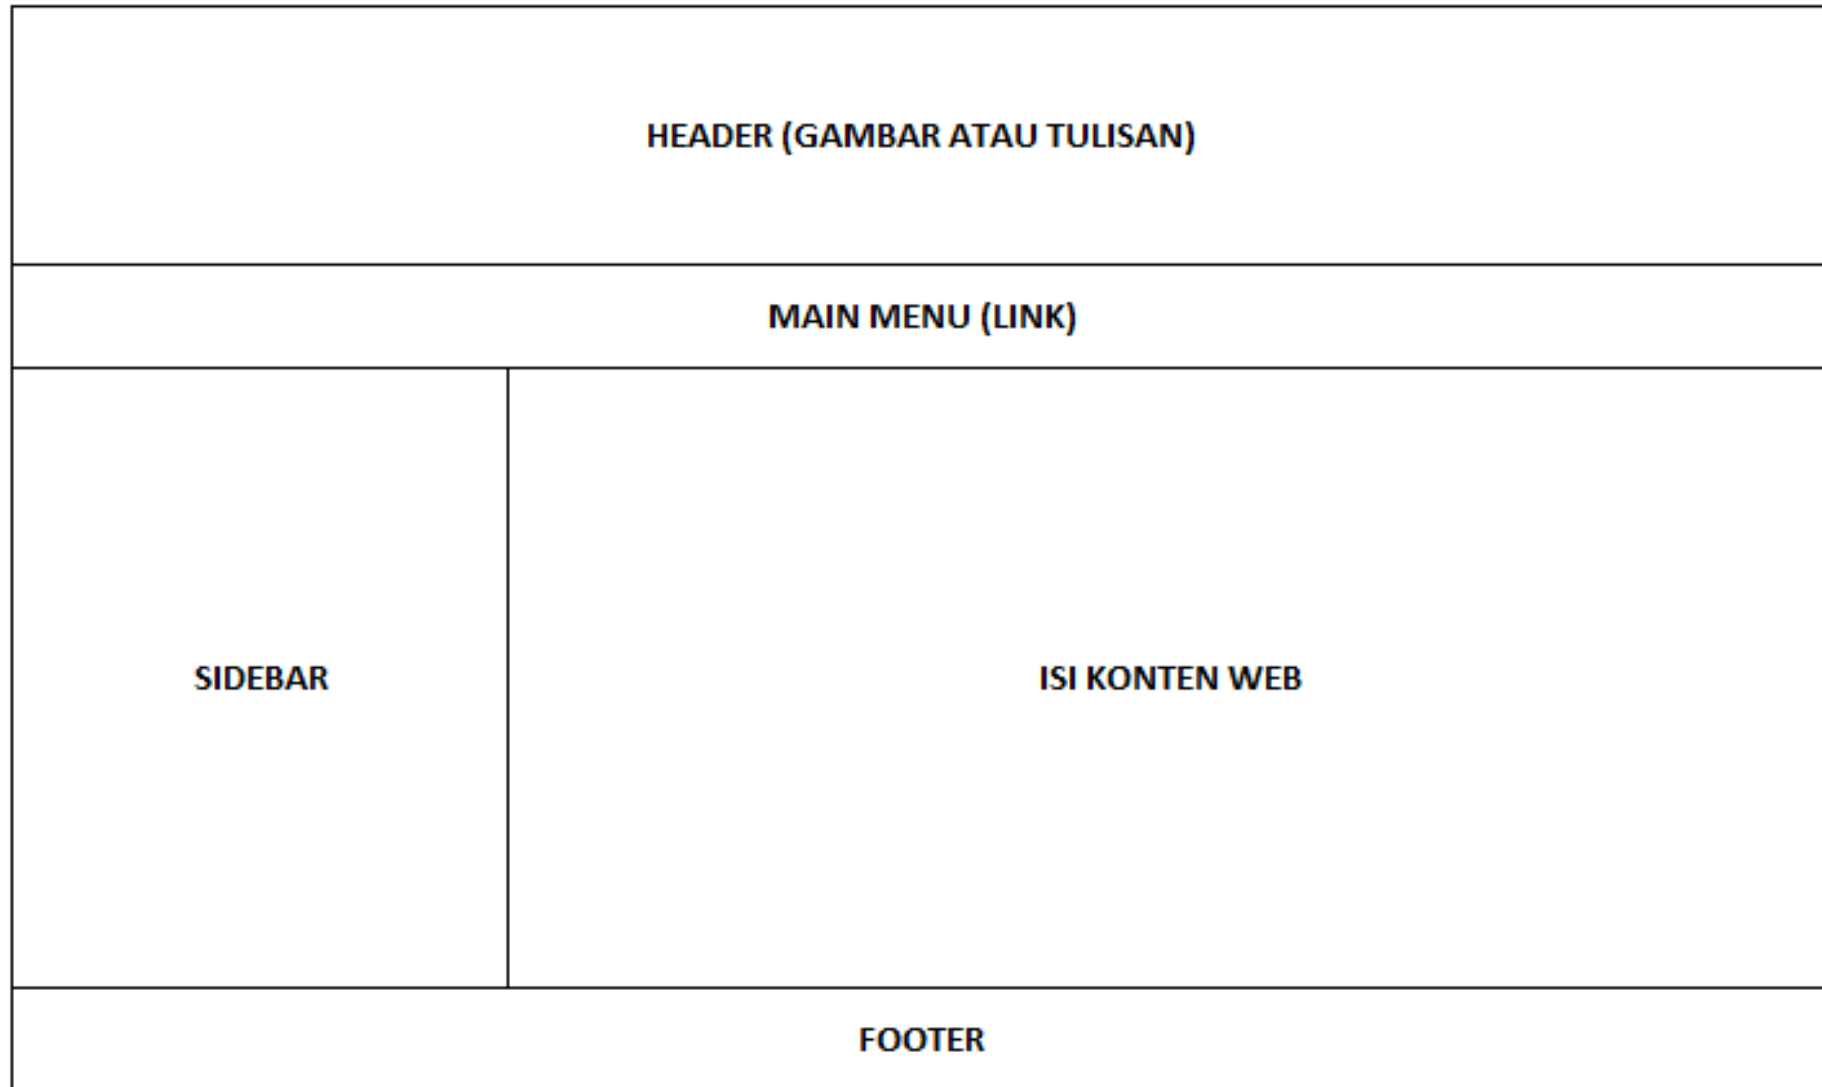 HEADER (GAMBAR ATAU TULISAN)
MAIN MENU (LINK)
SIDEBAR
ISI KONTEN WEB
FOOTER